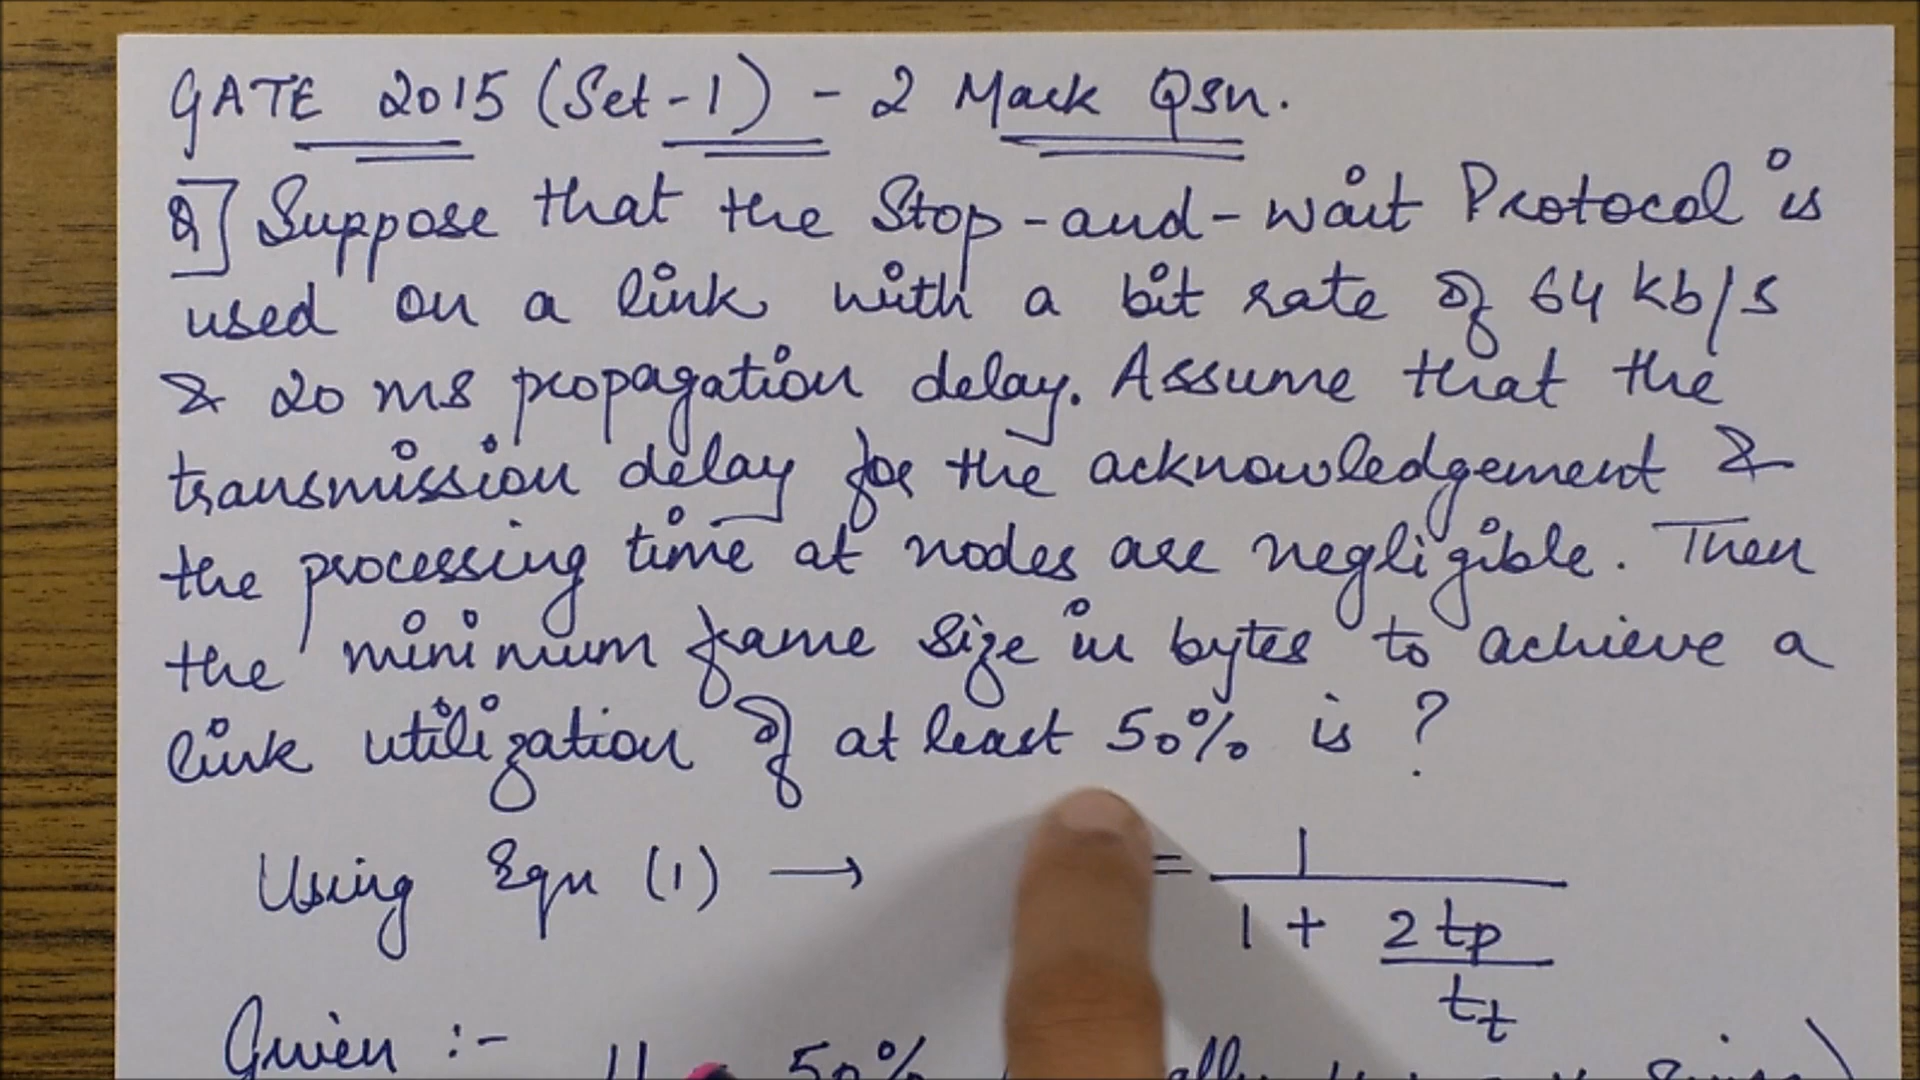 GATE 2015 (Set-1) - 2 Mark Qsn.
Q] Suppose that the Stop-and-wait Protocol is
used on a link with a bit rate of 64 kb/s
& 20 ms propagation delay. Assume that the
transmission delay for the acknowledgement &
the processing time at nodes are negligible. Then
the minimum frame size in bytes to achieve a
link utilization of at least 50% is ?
Using Eqn (1) → = 1
1 + 2 tp
tt
Given :- 50%